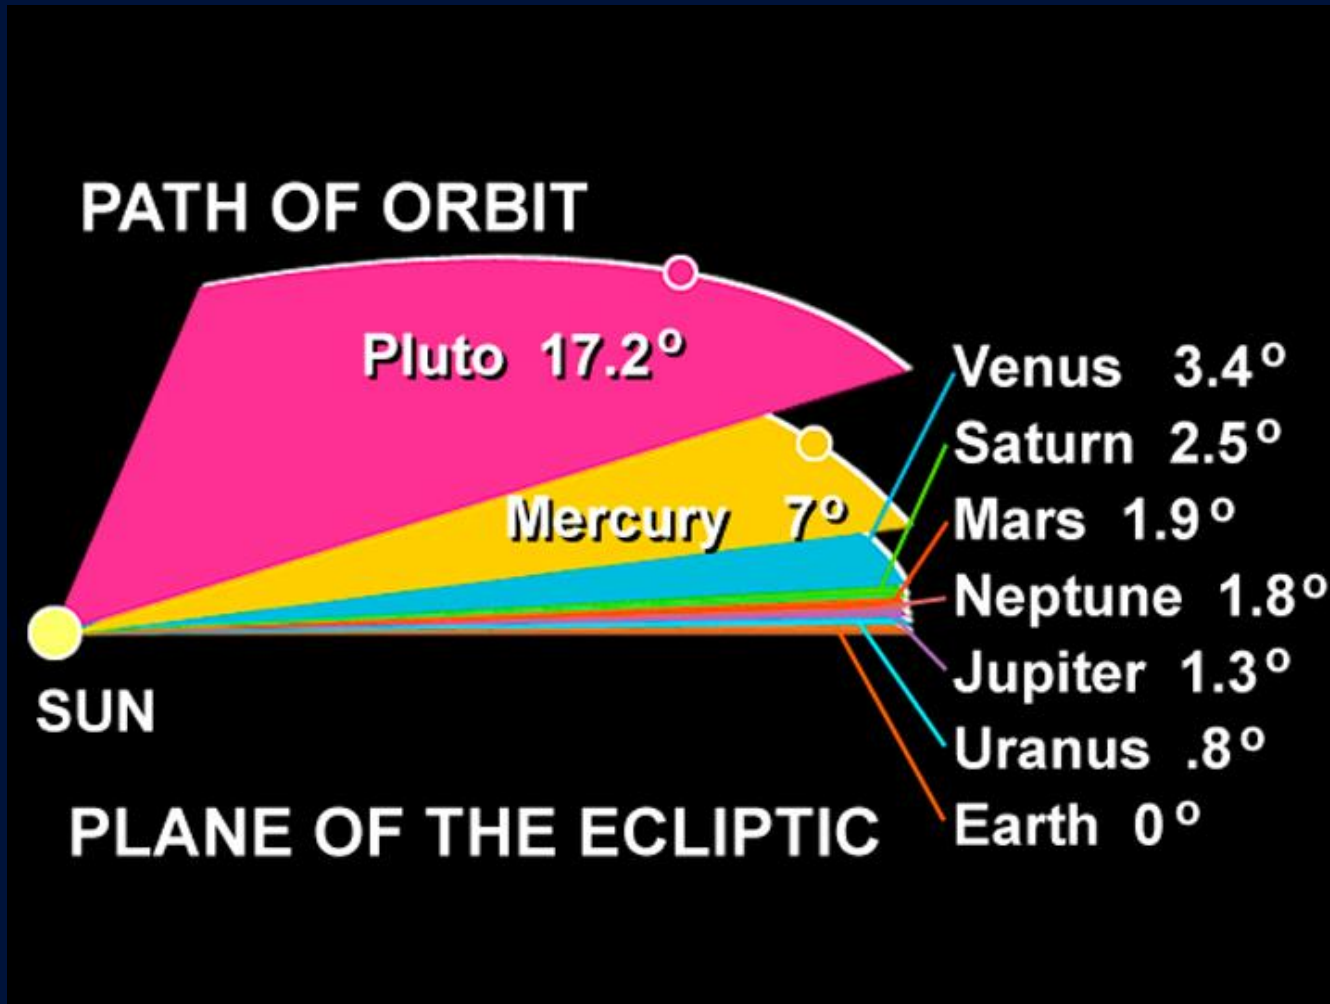 PATH OF ORBIT
Pluto 17.2°
Venus 3.4°
Saturn 2.5°
Mars 1.9°
Mercury 7°
Neptune 1.8°
Jupiter 1.3°
SUN
Uranus .8°
Earth 0°
PLANE OF THE ECLIPTIC